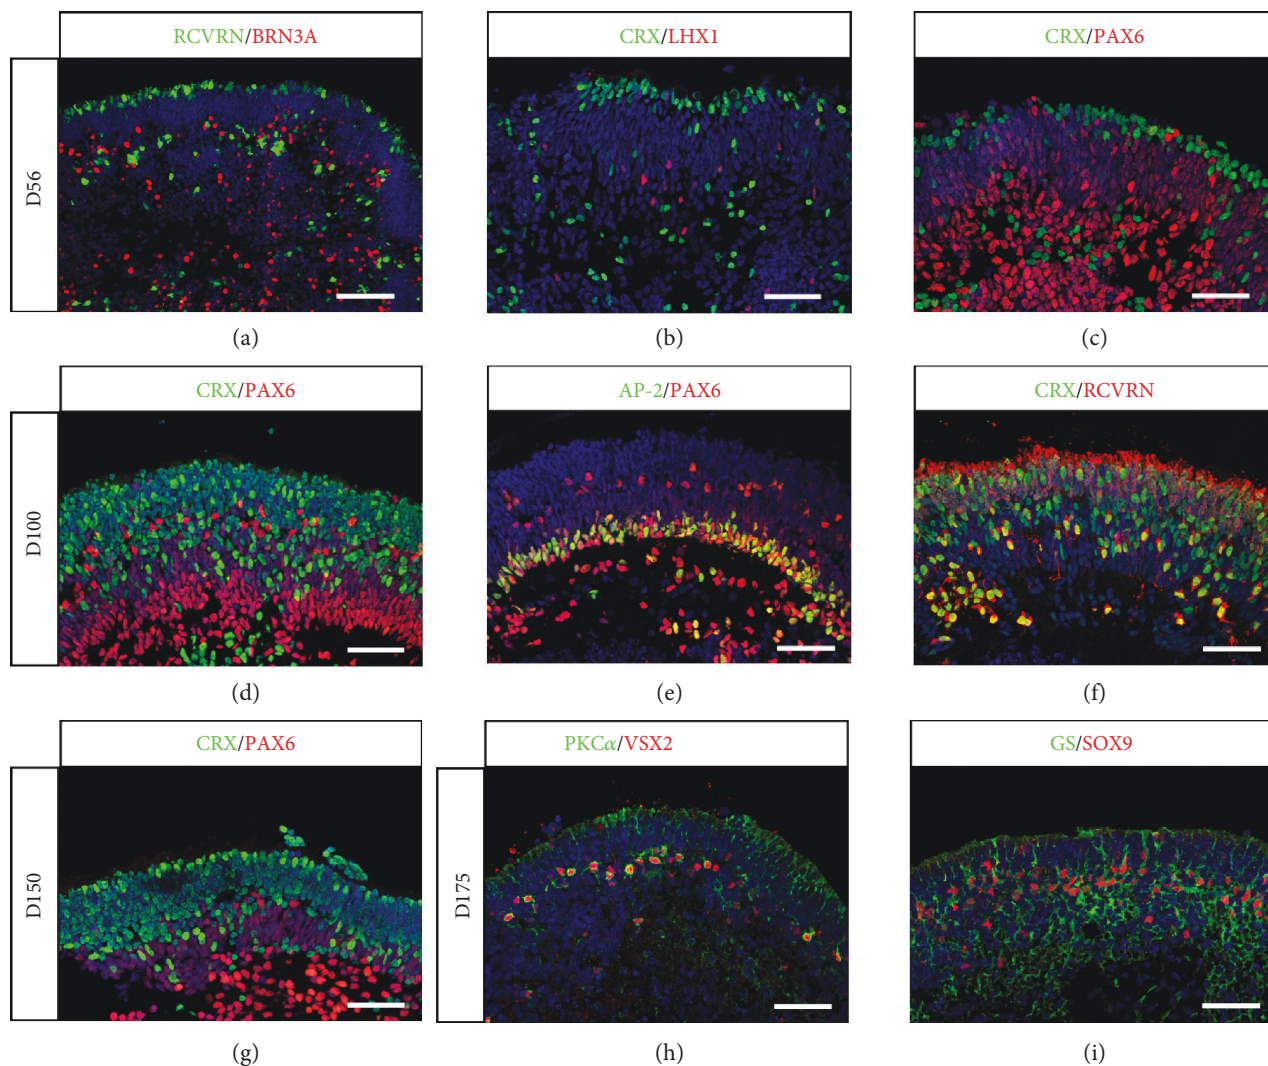 RCVRN/BRN3A
CRX/LHX1
CRX/PAX6
D56
(a)
(b)
(c)
CRX/PAX6
AP-2/PAX6
CRX/RCVRN
D100
(d)
(e)
(f)
CRX/PAX6
PKCα/VSX2
GS/SOX9
D150
D175
(g)
(h)
(i)